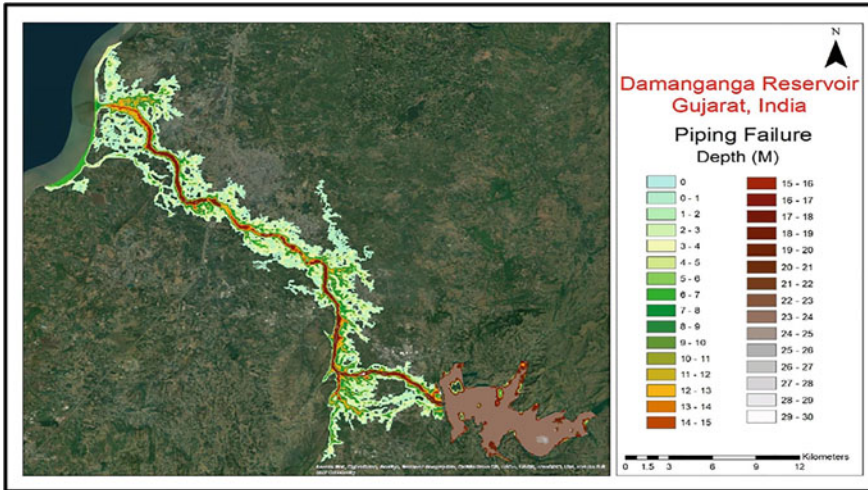 N
Damanganga Reservoir
Gujarat, India
Piping Failure
Depth (M)
0
0 - 1
1 - 2
2 - 3
3 - 4
4 - 5
5 - 6
6 - 7
7 - 8
8 - 9
9 - 10
10 - 11
11 - 12
12 - 13
13 - 14
14 - 15
15 - 16
16 - 17
17 - 18
18 - 19
19 - 20
20 - 21
21 - 22
22 - 23
23 - 24
24 - 25
25 - 26
26 - 27
27 - 28
28 - 29
29 - 30
Kilometers
0 1.5 3 6 9 12